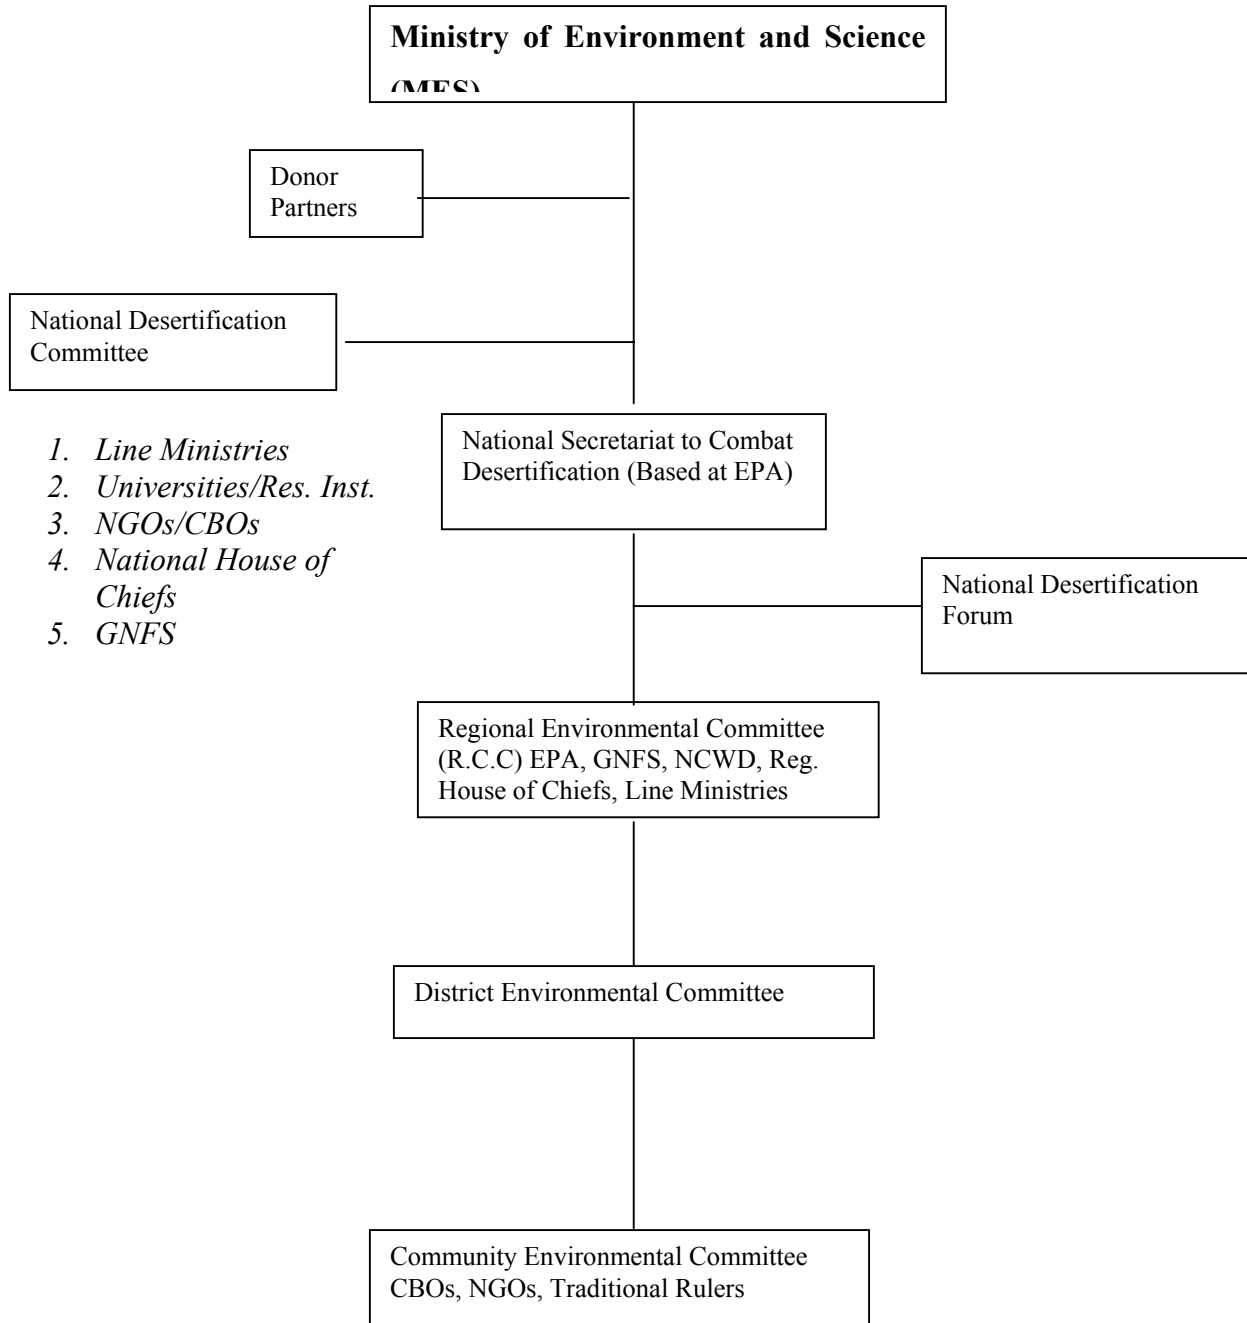 Ministry of Environment and Science
(MES)
Donor
Partners
National Desertification
Committee
1. Line Ministries
2. Universities/Res. Inst.
3. NGOs/CBOs
4. National House of
Chiefs
5. GNFS
National Secretariat to Combat
Desertification (Based at EPA)
National Desertification
Forum
Regional Environmental Committee
(R.C.C) EPA, GNFS, NCWD, Reg.
House of Chiefs, Line Ministries
District Environmental Committee
Community Environmental Committee
CBOs, NGOs, Traditional Rulers